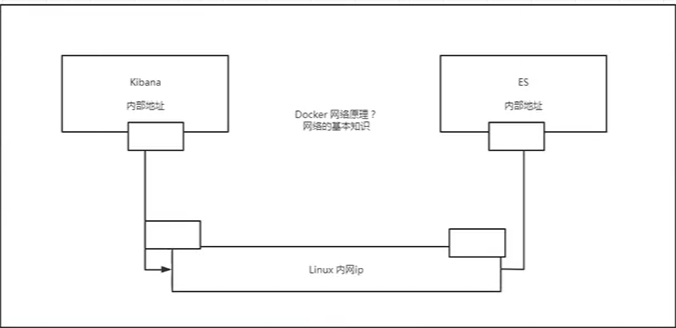 Kibana
内部地址
Docker 网络原理？
网络的基本知识
ES
内部地址
Linux 内网ip